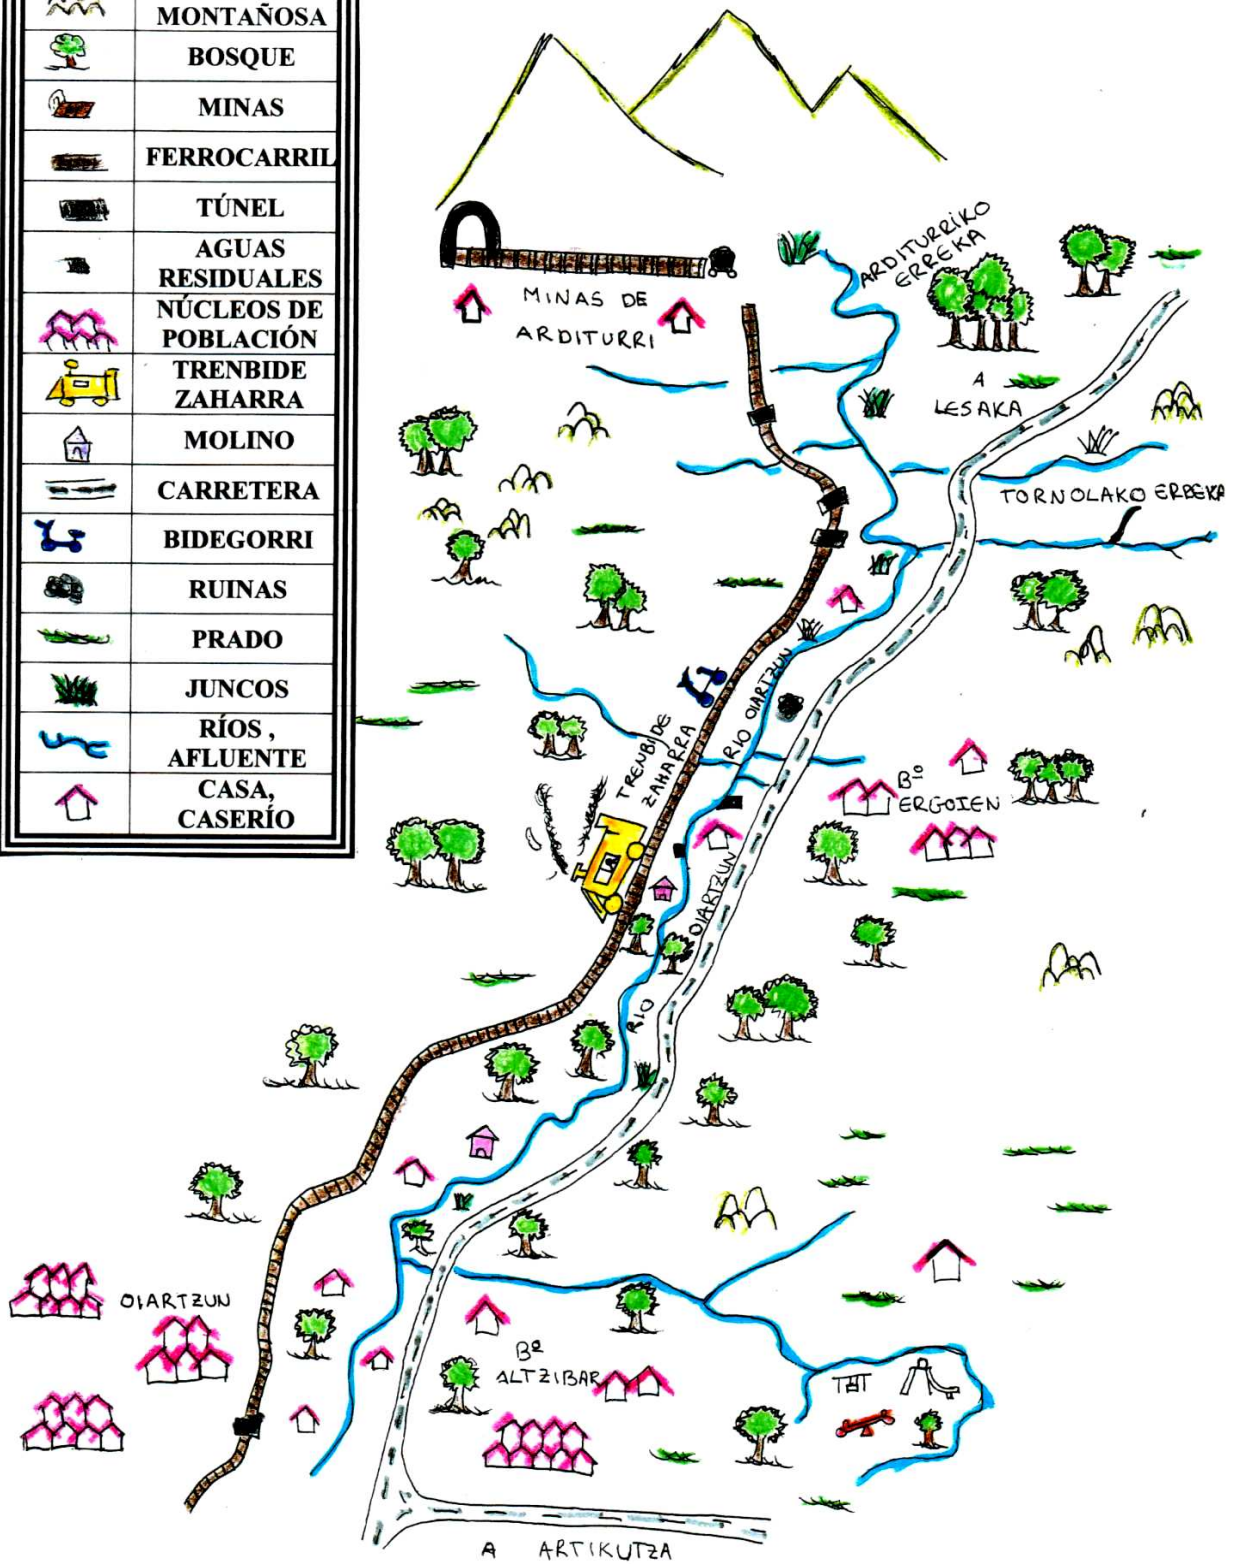 MONTAÑOSA
BOSQUE
MINAS
FERROCARRIL
TÚNEL
AGUAS
RESIDUALES
NÚCLEOS DE
POBLACIÓN
TRENBIDE
ZAHARRA
MOLINO
CARRETERA
BIDEGORRI
RUINAS
PRADO
JUNCOS
RÍOS ,
AFLUENTE
CASA,
CASERÍO
ARDITURRIKO
ERREKA
MINAS DE
ARDITURRI
A
LESAKA
TORNOLAKO ERREKA
RIO OIARTZUN
TRENBIDE
ZAHARRA
Bº
ERGOIEN
RIO OIARTZUN
OIARTZUN
Bº
ALTZIBAR
A ARTIKUTZA